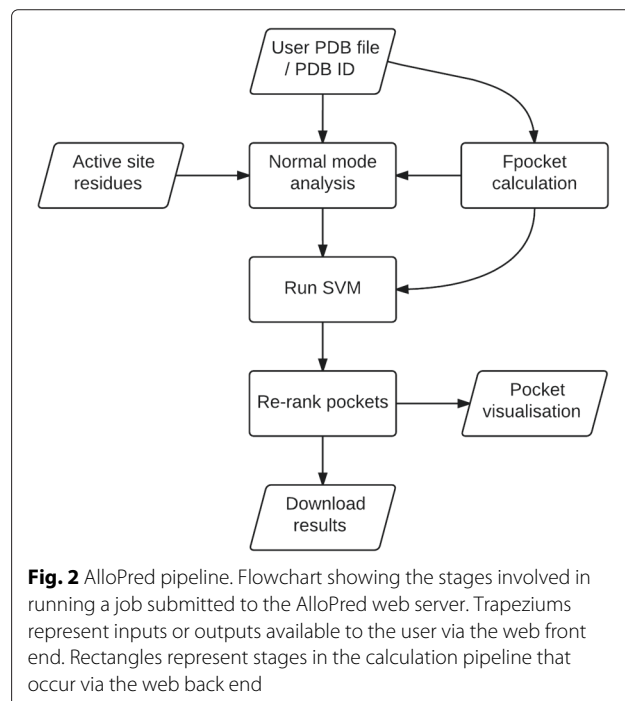 User PDB file
/ PDB ID
Active site
residues
Normal mode
analysis
Fpocket
calculation
Run SVM
Re-rank pockets
Pocket
visualisation
Download
results
Fig. 2 AlloPred pipeline. Flowchart showing the stages involved in
running a job submitted to the AlloPred web server. Trapeziums
represent inputs or outputs available to the user via the web front
end. Rectangles represent stages in the calculation pipeline that
occur via the web back end